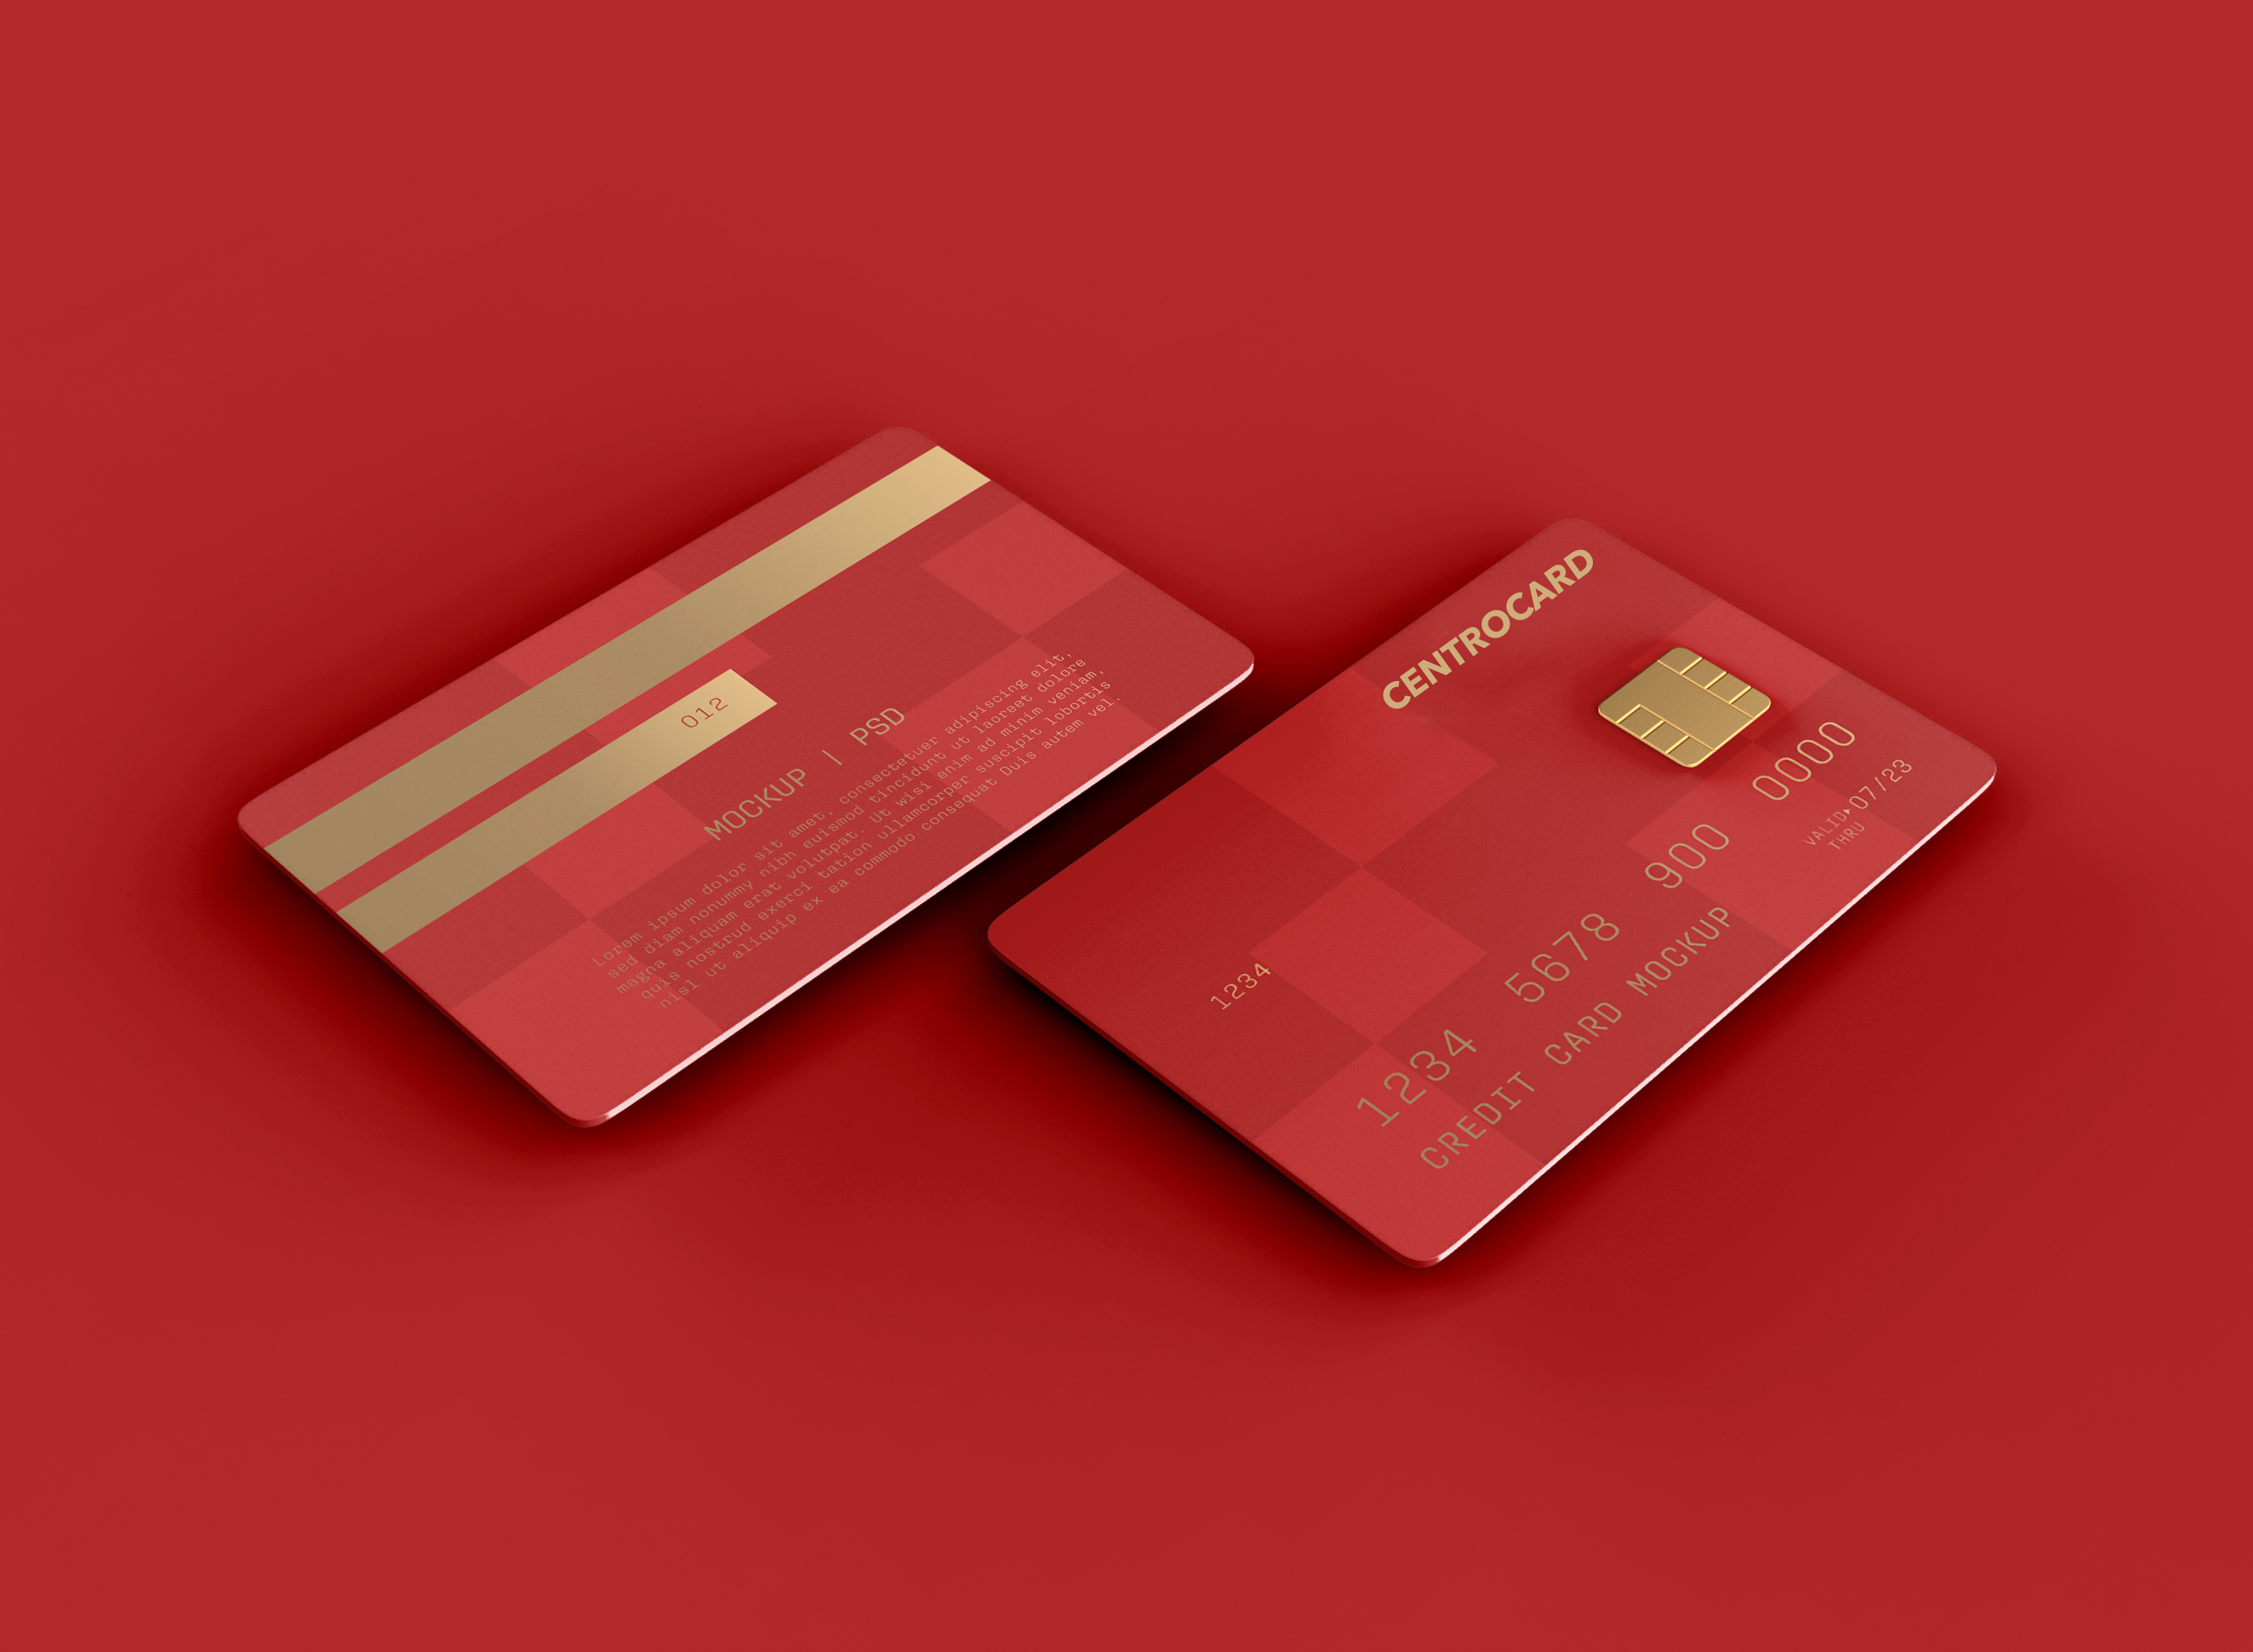 012
MOCKUP | PSD
Lorem ipsum dolor sit amet, consectetuer adipiscing elit,
sed diam nonummy nibh euismod tincidunt ut laoreet dolore
magna aliquam erat volutpat. Ut wisi enim ad minim veniam,
quis nostrud exerci tation ullamcorper suscipit lobortis
nisl ut aliquip ex ea commodo consequat Duis autem vel.
CENTROCARD
1234
1234 5678 900 0000
VALID▸07/23
THRU
CREDIT CARD MOCKUP